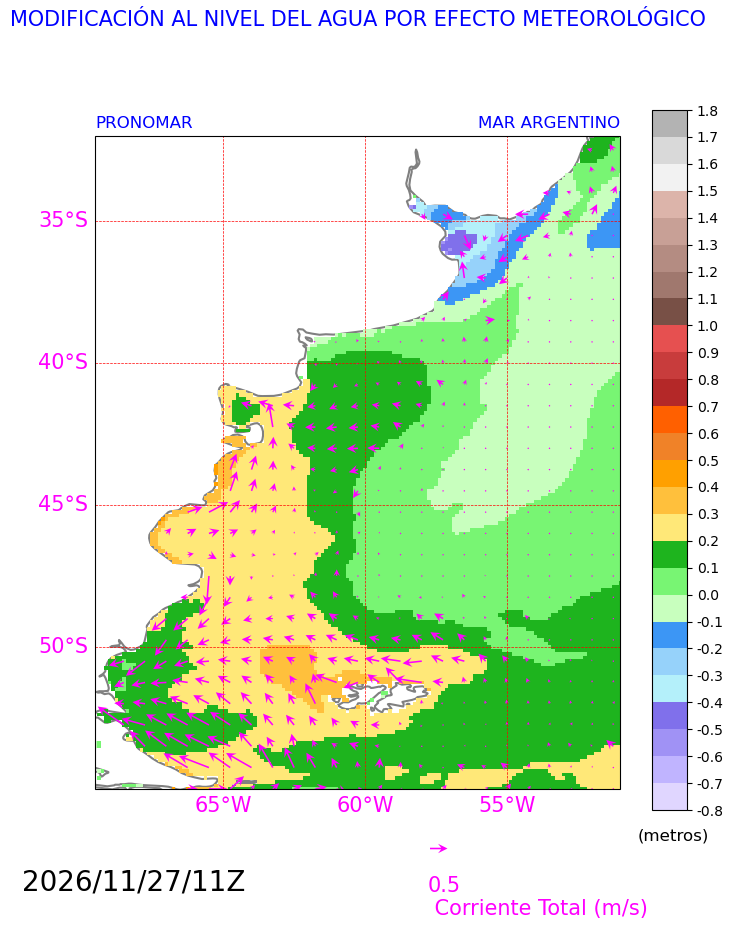 MODIFICACIÓN AL NIVEL DEL AGUA POR EFECTO METEOROLÓGICO
PRONOMAR
MAR ARGENTINO
35°S
40°S
45°S
50°S
65°W
60°W
55°W
1.8
1.7
1.6
1.5
1.4
1.3
1.2
1.1
1.0
0.9
0.8
0.7
0.6
0.5
0.4
0.3
0.2
0.1
0.0
-0.1
-0.2
-0.3
-0.4
-0.5
-0.6
-0.7
-0.8
(metros)
2026/11/27/11Z
0.5
Corriente Total (m/s)